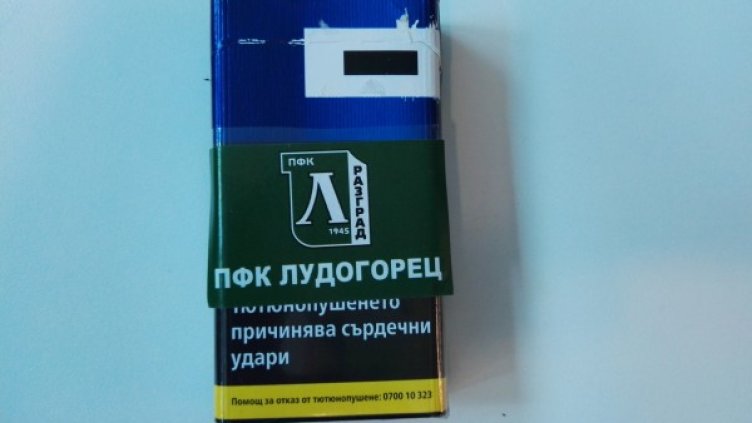 ПФК
Л
РАЗГРАД
1945
ПФК ЛУДОГОРЕЦ
Тютюнопушенето
причинява сърдечни
удари
Помощ за отказ от тютюнопушене: 0700 10 323